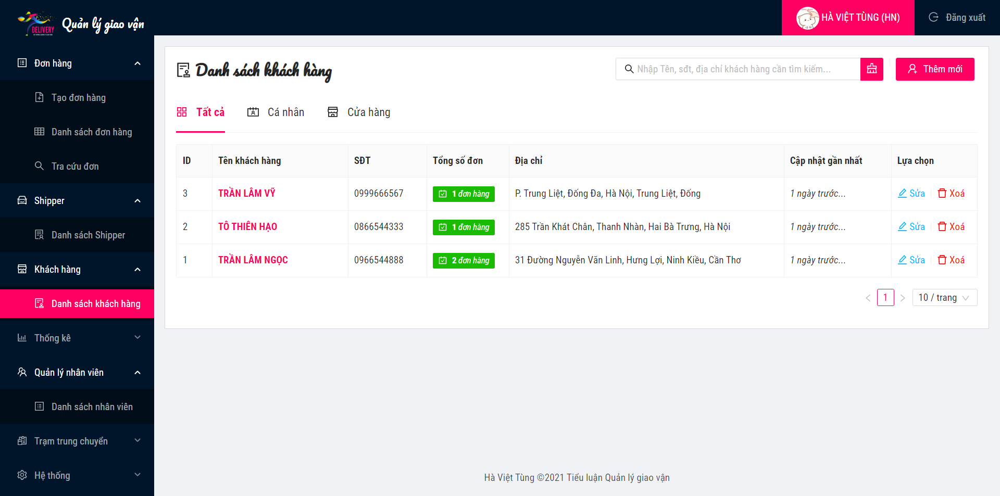 DELIVERY
Quản lý giao vận
HÀ VIỆT TÙNG (HN)
Đăng xuất
Đơn hàng
Tạo đơn hàng
Danh sách đơn hàng
Tra cứu đơn
Shipper
Danh sách Shipper
Khách hàng
Danh sách khách hàng
Thống kê
Quản lý nhân viên
Danh sách nhân viên
Trạm trung chuyển
Hệ thống
Danh sách khách hàng
Nhập Tên, sđt, địa chỉ khách hàng cần tìm kiếm...
Thêm mới
Tất cả Cá nhân Cửa hàng
ID Tên khách hàng SĐT Tổng số đơn Địa chỉ Cập nhật gần nhất Lựa chọn
3 TRẦN LÂM VỸ 0999666567 1 đơn hàng P. Trung Liệt, Đống Đa, Hà Nội, Trung Liệt, Đống 1 ngày trước... Sửa Xoá
2 TÔ THIÊN HẠO 0866544333 1 đơn hàng 285 Trần Khát Chân, Thanh Nhàn, Hai Bà Trưng, Hà Nội 1 ngày trước... Sửa Xoá
1 TRẦN LÂM NGỌC 0966544888 2 đơn hàng 31 Đường Nguyễn Văn Linh, Hưng Lợi, Ninh Kiều, Cần Thơ 1 ngày trước... Sửa Xoá
1 10 / trang
Hà Việt Tùng ©2021 Tiểu luận Quản lý giao vận